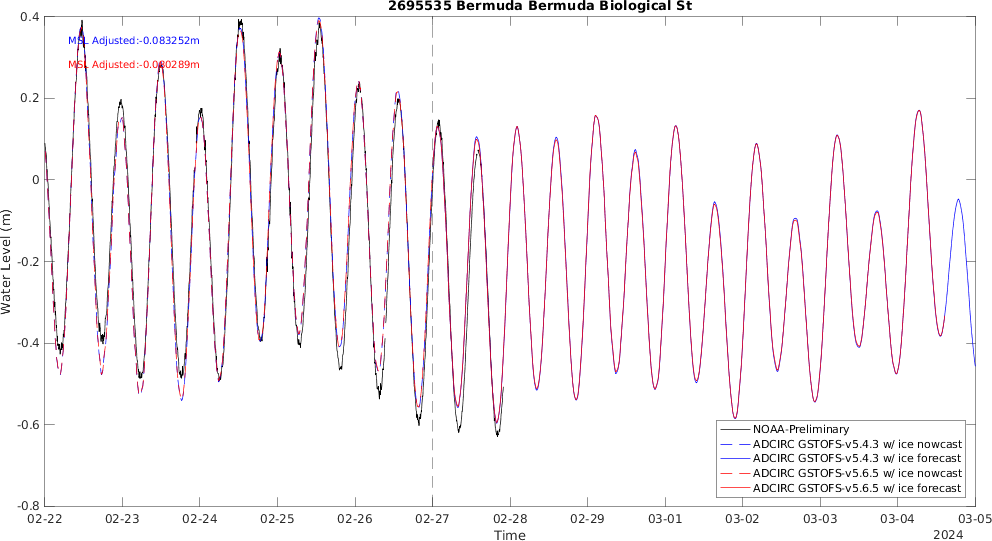 2695535 Bermuda Bermuda Biological St
0.4
MSL Adjusted:-0.083252m
MSL Adjusted:-0.080289m
0.2
0
-0.2
-0.4
-0.6
-0.8
Water Level (m)
NOAA-Preliminary
ADCIRC GSTOFS-v5.4.3 w/ ice nowcast
ADCIRC GSTOFS-v5.4.3 w/ ice forecast
ADCIRC GSTOFS-v5.6.5 w/ ice nowcast
ADCIRC GSTOFS-v5.6.5 w/ ice forecast
02-22 02-23 02-24 02-25 02-26 02-27 02-28 02-29 03-01 03-02 03-03 03-04 03-05
Time
2024